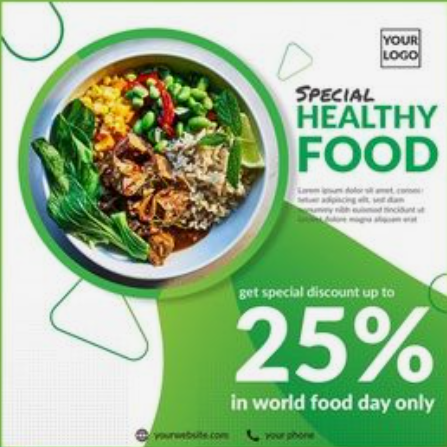 YOUR
LOGO
SPECIAL
HEALTHY
FOOD
Lorem ipsum dolor sit amet, consec-
tetuer adipiscing elit, sed diam
nonummy nibh euismod tincidunt ut
laoreet dolore magna aliquam erat
get special discount up to
25%
in world food day only
yourwebsite.com your phone